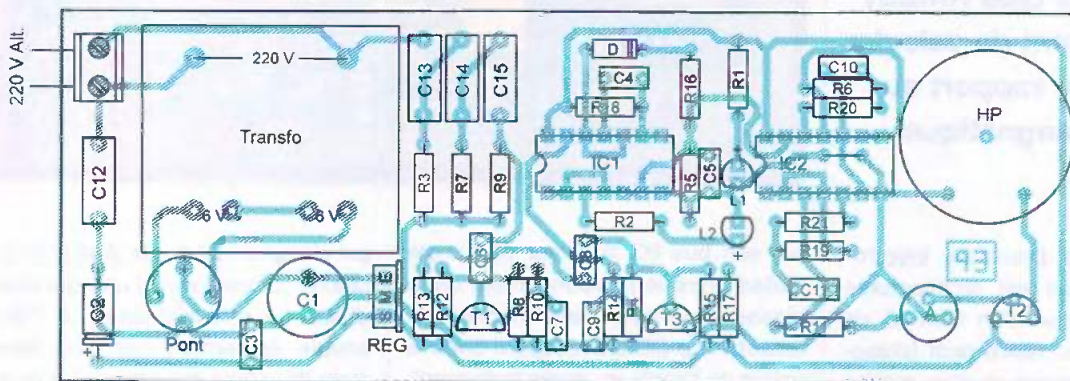 220 V Alt.
220 V
Transfo
6 V
6 V
C12
C2
+
Pont
C3
C1
REG
S M E
C13
C14
C15
R3
R7
R9
R13
R12
T1
R8
R10
C7
C9
R14
T3
R15
R17
D
C4
R18
R16
R1
IC1
R5
C5
L1
L2
+
R2
IC2
C10
R6
R20
R21
R19
C11
R11
HP
EP
A
T2